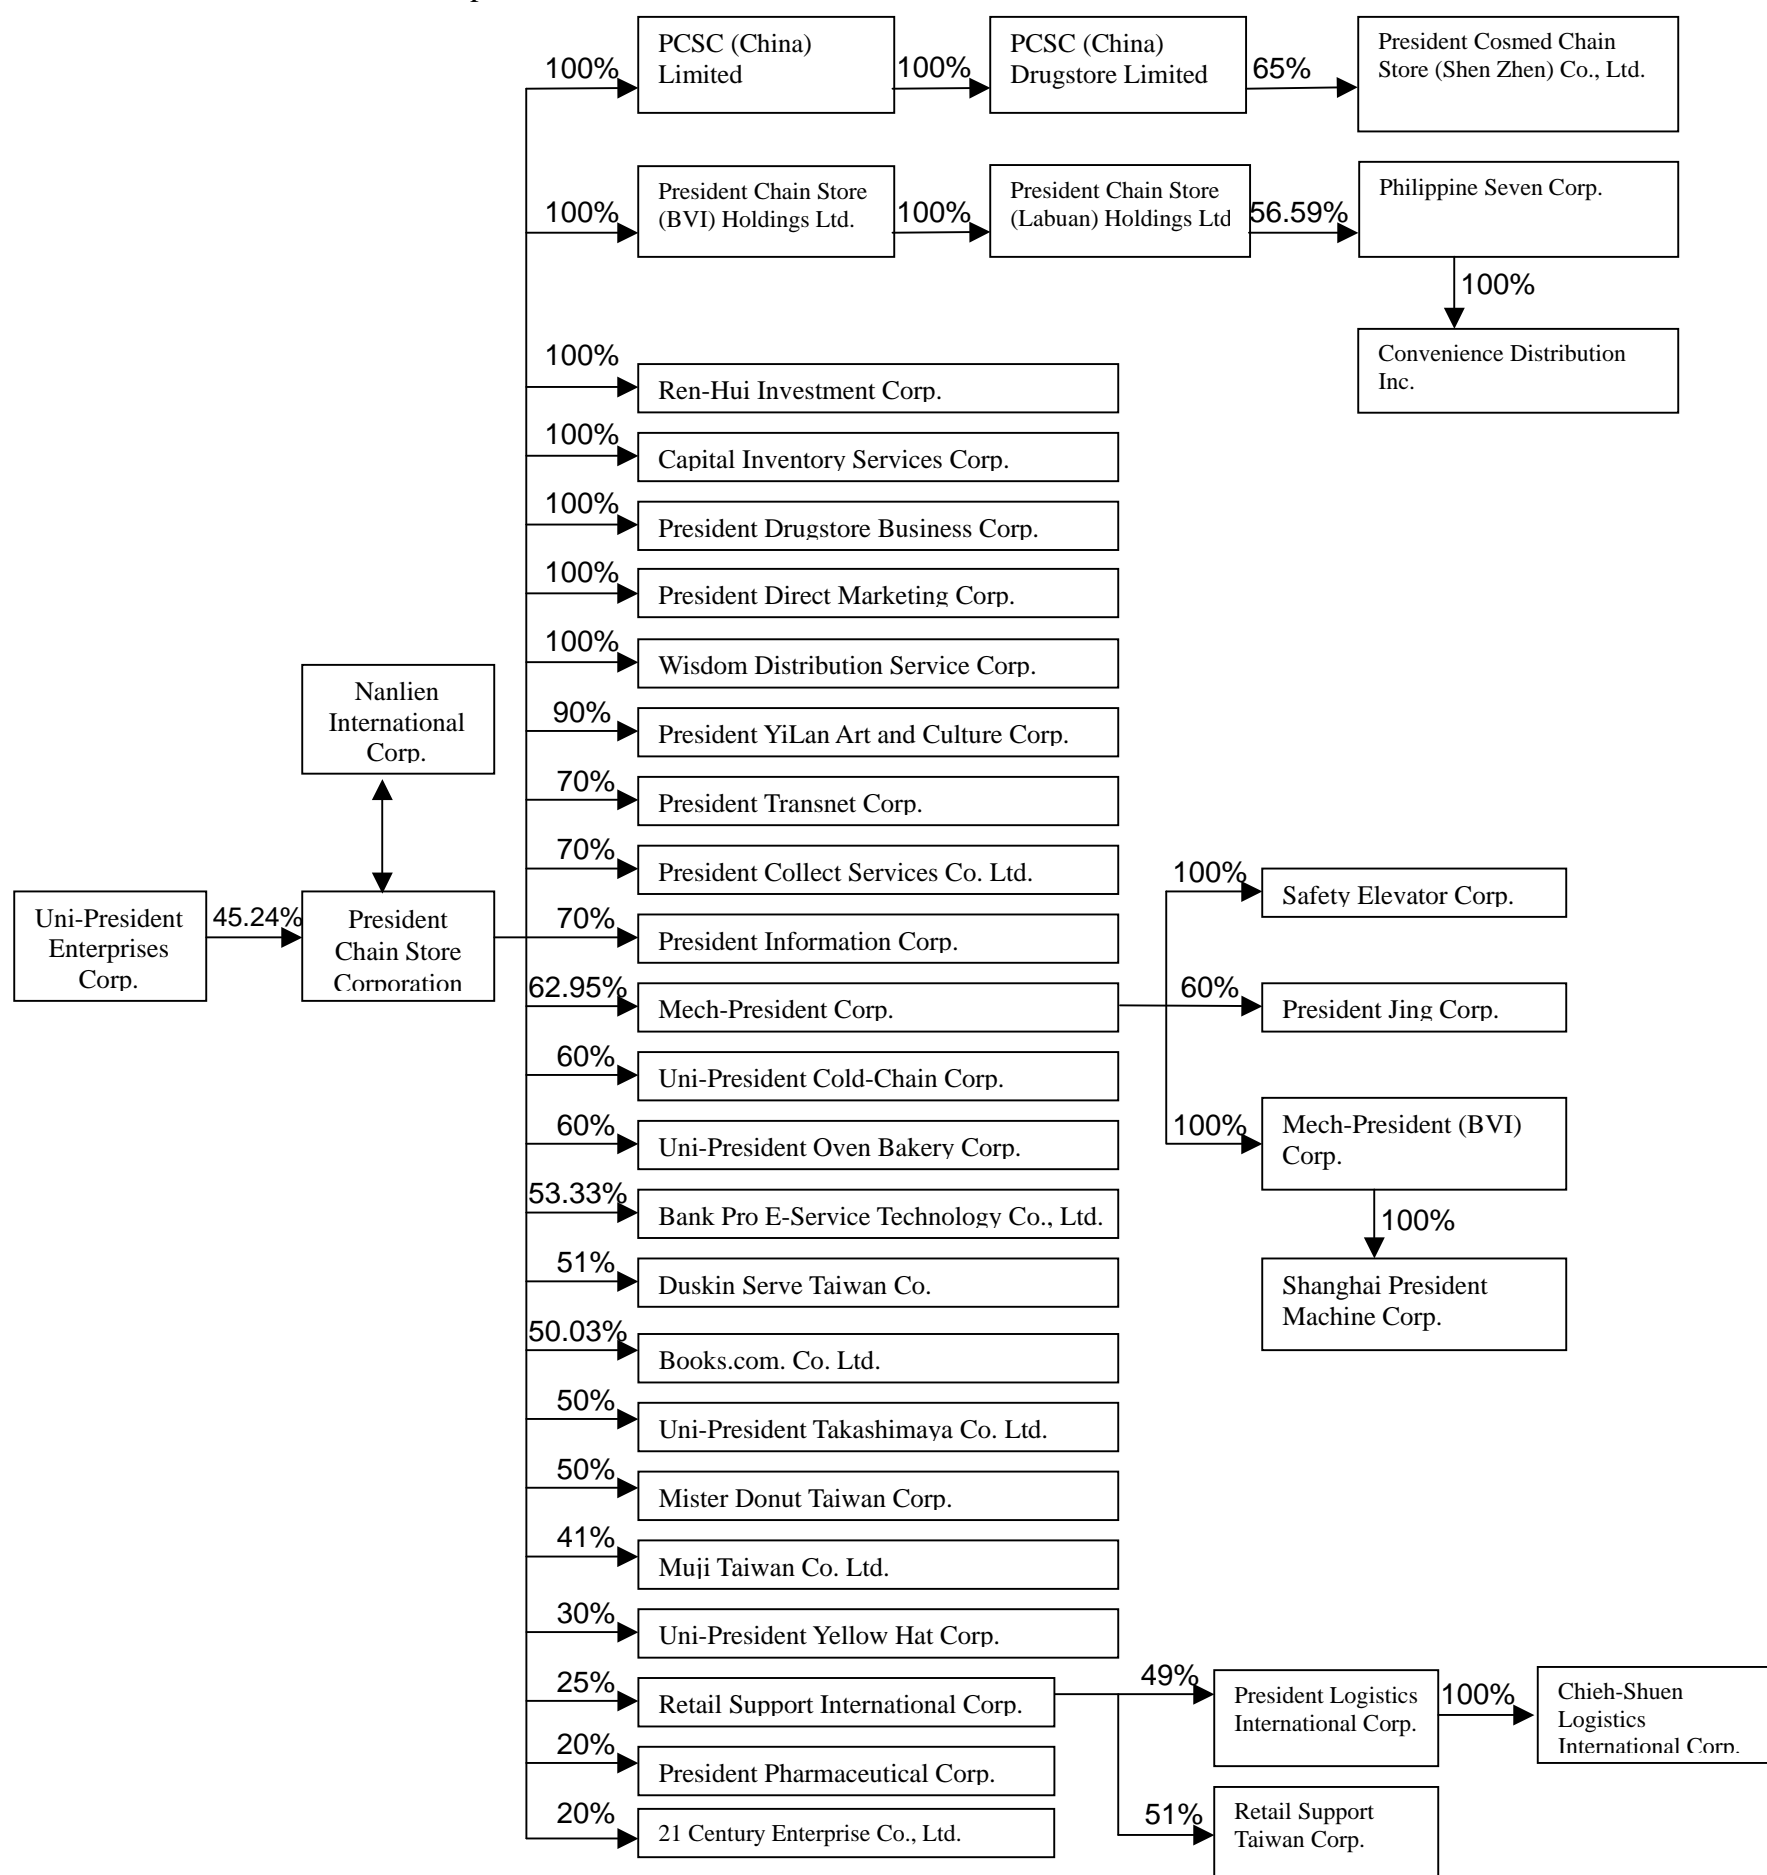 PCSC (China)
Limited
PCSC (China)
Drugstore Limited
President Cosmed Chain
Store (Shen Zhen) Co., Ltd.
100%
100%
65%
President Chain Store
(BVI) Holdings Ltd.
President Chain Store
(Labuan) Holdings Ltd
Philippine Seven Corp.
100%
100%
56.59%
100%
Convenience Distribution
Inc.
100%
Ren-Hui Investment Corp.
100%
Capital Inventory Services Corp.
100%
President Drugstore Business Corp.
100%
President Direct Marketing Corp.
100%
Wisdom Distribution Service Corp.
Nanlien
International
Corp.
90%
President YiLan Art and Culture Corp.
70%
President Transnet Corp.
70%
President Collect Services Co. Ltd.
100%
Safety Elevator Corp.
Uni-President
Enterprises
Corp.
45.24%
President
Chain Store
Corporation
70%
President Information Corp.
62.95%
Mech-President Corp.
60%
President Jing Corp.
60%
Uni-President Cold-Chain Corp.
60%
Uni-President Oven Bakery Corp.
100%
Mech-President (BVI)
Corp.
53.33%
Bank Pro E-Service Technology Co., Ltd.
100%
51%
Duskin Serve Taiwan Co.
Shanghai President
Machine Corp.
50.03%
Books.com. Co. Ltd.
50%
Uni-President Takashimaya Co. Ltd.
50%
Mister Donut Taiwan Corp.
41%
Muji Taiwan Co. Ltd.
30%
Uni-President Yellow Hat Corp.
25%
Retail Support International Corp.
49%
President Logistics
International Corp.
100%
Chieh-Shuen
Logistics
International Corp.
20%
President Pharmaceutical Corp.
20%
21 Century Enterprise Co., Ltd.
51%
Retail Support
Taiwan Corp.